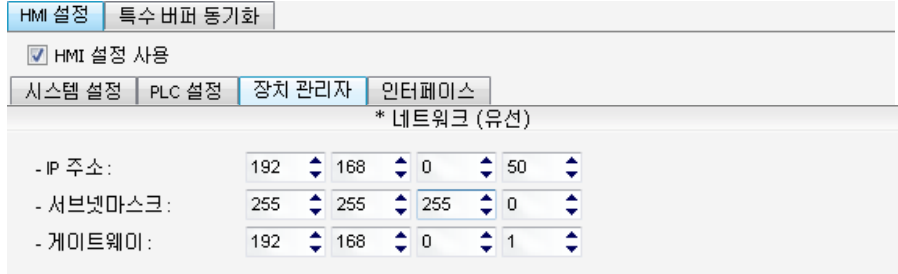 HMI 설정 특수 버퍼 동기화
HMI 설정 사용
시스템 설정 PLC 설정 장치 관리자 인터페이스
* 네트워크 (유선)
- IP 주소 : 192 168 0 50
- 서브넷마스크 : 255 255 255 0
- 게이트웨이 : 192 168 0 1